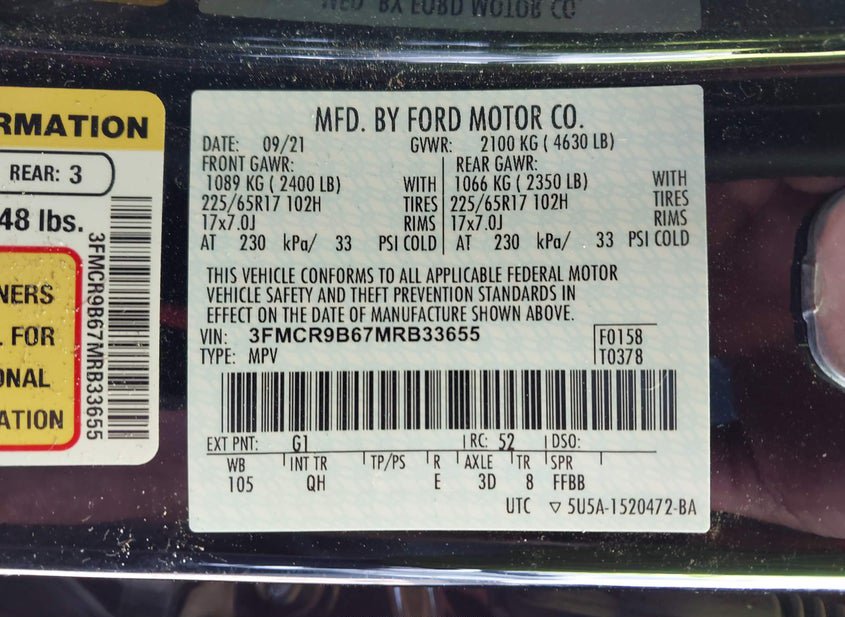 MFD. BY FORD MOTOR CO.
RMATION
REAR: 3
48 lbs.
3FMCR9B67MRB33655
NERS
. FOR
ONAL
ATION
MFD. BY FORD MOTOR CO.
DATE: 09/21 GVWR: 2100 KG ( 4630 LB)
FRONT GAWR: REAR GAWR:
1089 KG ( 2400 LB) WITH 1066 KG ( 2350 LB) WITH
225/65R17 102H TIRES 225/65R17 102H TIRES
17x7.0J RIMS 17x7.0J RIMS
AT 230 kPa/ 33 PSI COLD AT 230 kPa/ 33 PSI COLD
THIS VEHICLE CONFORMS TO ALL APPLICABLE FEDERAL MOTOR
VEHICLE SAFETY AND THEFT PREVENTION STANDARDS IN
EFFECT ON THE DATE OF MANUFACTURE SHOWN ABOVE.
VIN: 3FMCR9B67MRB33655 F0158
TYPE: MPV T0378
EXT PNT: G1 RC: 52 DSO:
WB INT TR TP/PS R AXLE TR SPR
105 QH E 3D 8 FFBB
UTC ▽ 5U5A-1520472-BA